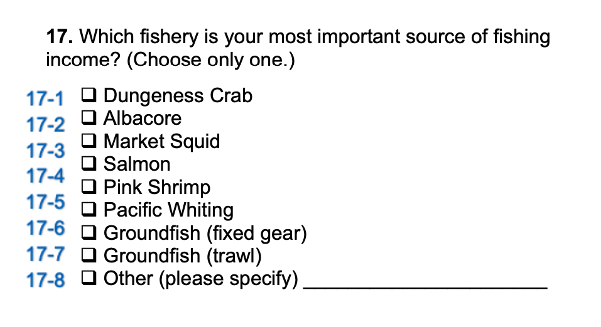 17. Which fishery is your most important source of fishing
income? (Choose only one.)
17-1 ❑ Dungeness Crab
17-2 ❑ Albacore
17-3 ❑ Market Squid
17-4 ❑ Salmon
17-5 ❑ Pink Shrimp
17-6 ❑ Pacific Whiting
17-7 ❑ Groundfish (fixed gear)
17-8 ❑ Groundfish (trawl)
❑ Other (please specify)